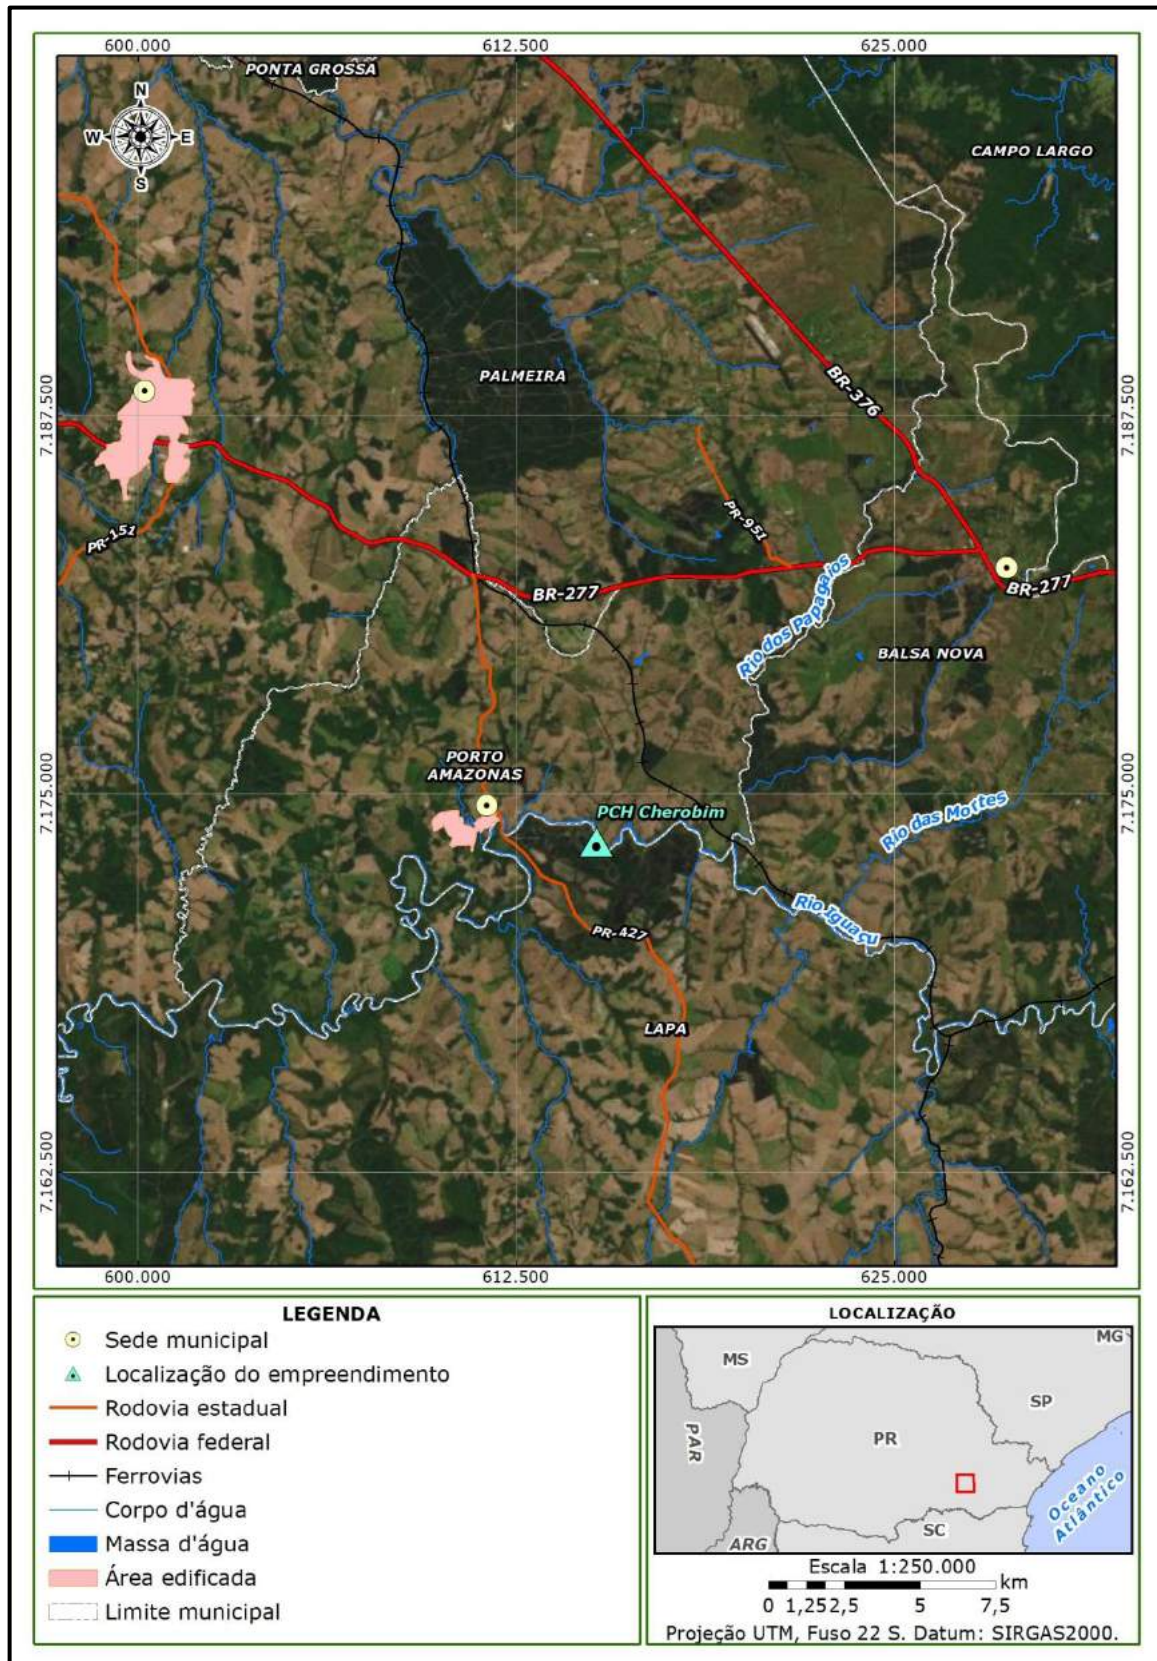 600.000 612.500 625.000
PONTA GROSSA
N
W E
S
CAMPO LARGO
PALMEIRA
BR-376
7.187.500 7.187.500
PR-951
PR-151
BR-277
BR-277
Rio dos Papagaios
BALSA NOVA
PORTO
AMAZONAS
7.175.000 7.175.000
PCH Cherobim
Rio das Mortes
Rio Iguaçu
PR-427
LAPA
7.162.500 7.162.500
600.000 612.500 625.000
LEGENDA
Sede municipal
Localização do empreendimento
Rodovia estadual
Rodovia federal
Ferrovias
Corpo d'água
Massa d'água
Área edificada
Limite municipal
LOCALIZAÇÃO
MS
MG
SP
PAR
PR
Oceano
Atlântico
SC
ARG
Escala 1:250.000
km
0 1,25 2,5 5 7,5
Projeção UTM, Fuso 22 S. Datum: SIRGAS2000.